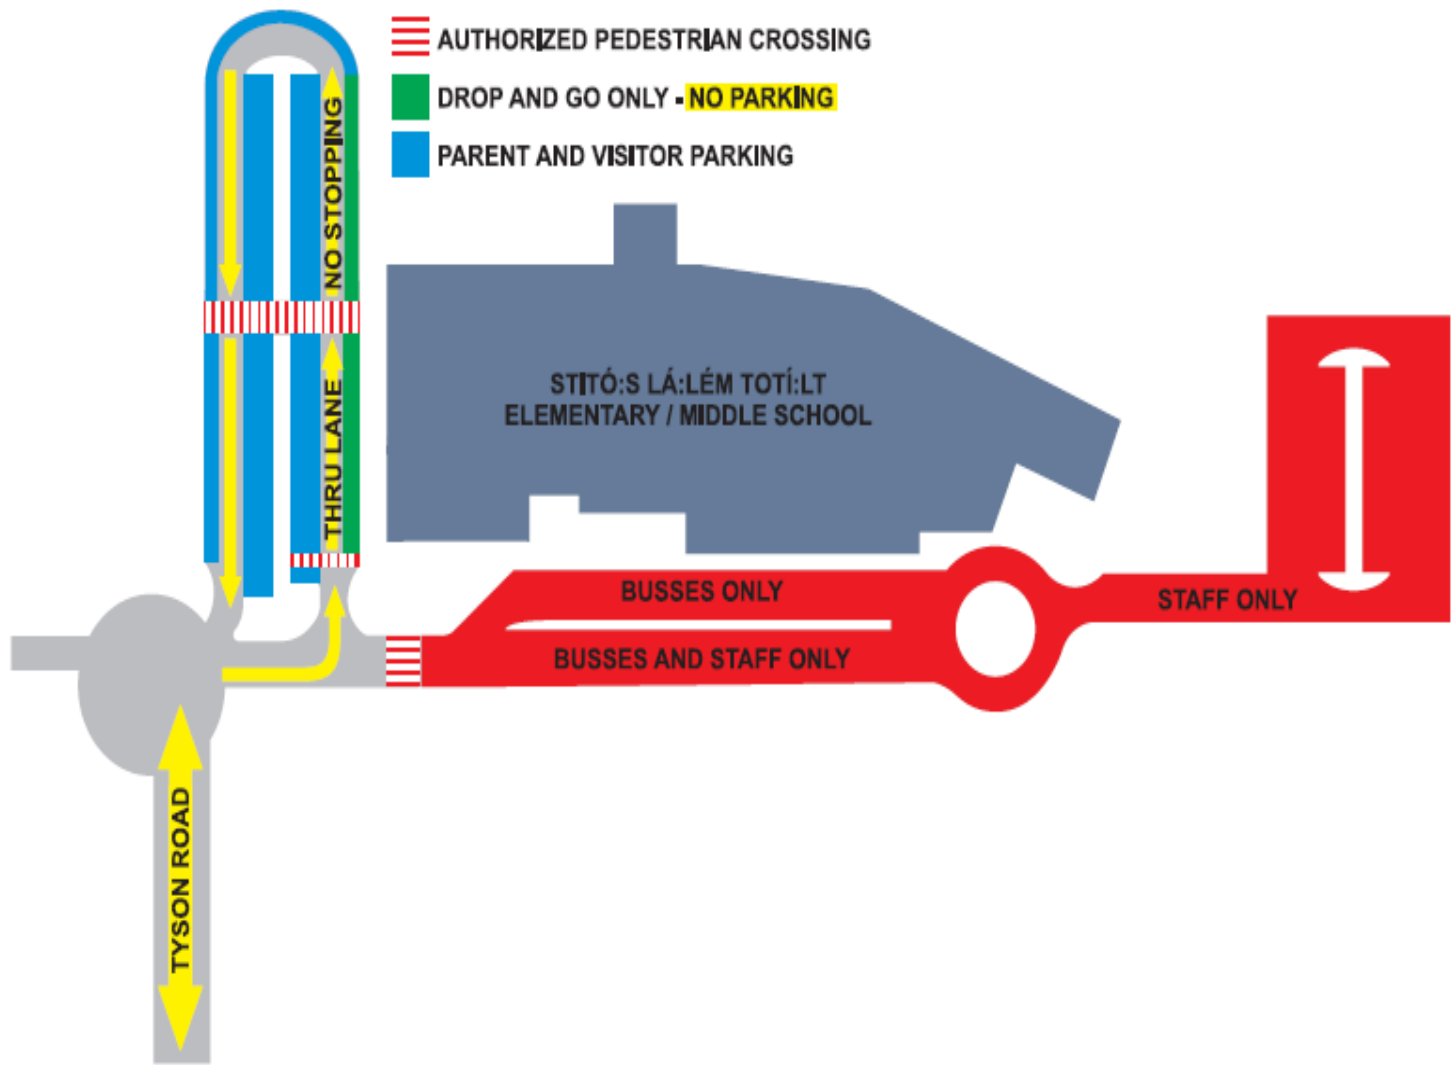 AUTHORIZED PEDESTRIAN CROSSING
DROP AND GO ONLY - NO PARKING
PARENT AND VISITOR PARKING
NO STOPPING
THRU LANE
STITÓ:S LÁ:LÉM TOTÍ:LT
ELEMENTARY / MIDDLE SCHOOL
BUSSES ONLY
STAFF ONLY
BUSSES AND STAFF ONLY
TYSON ROAD